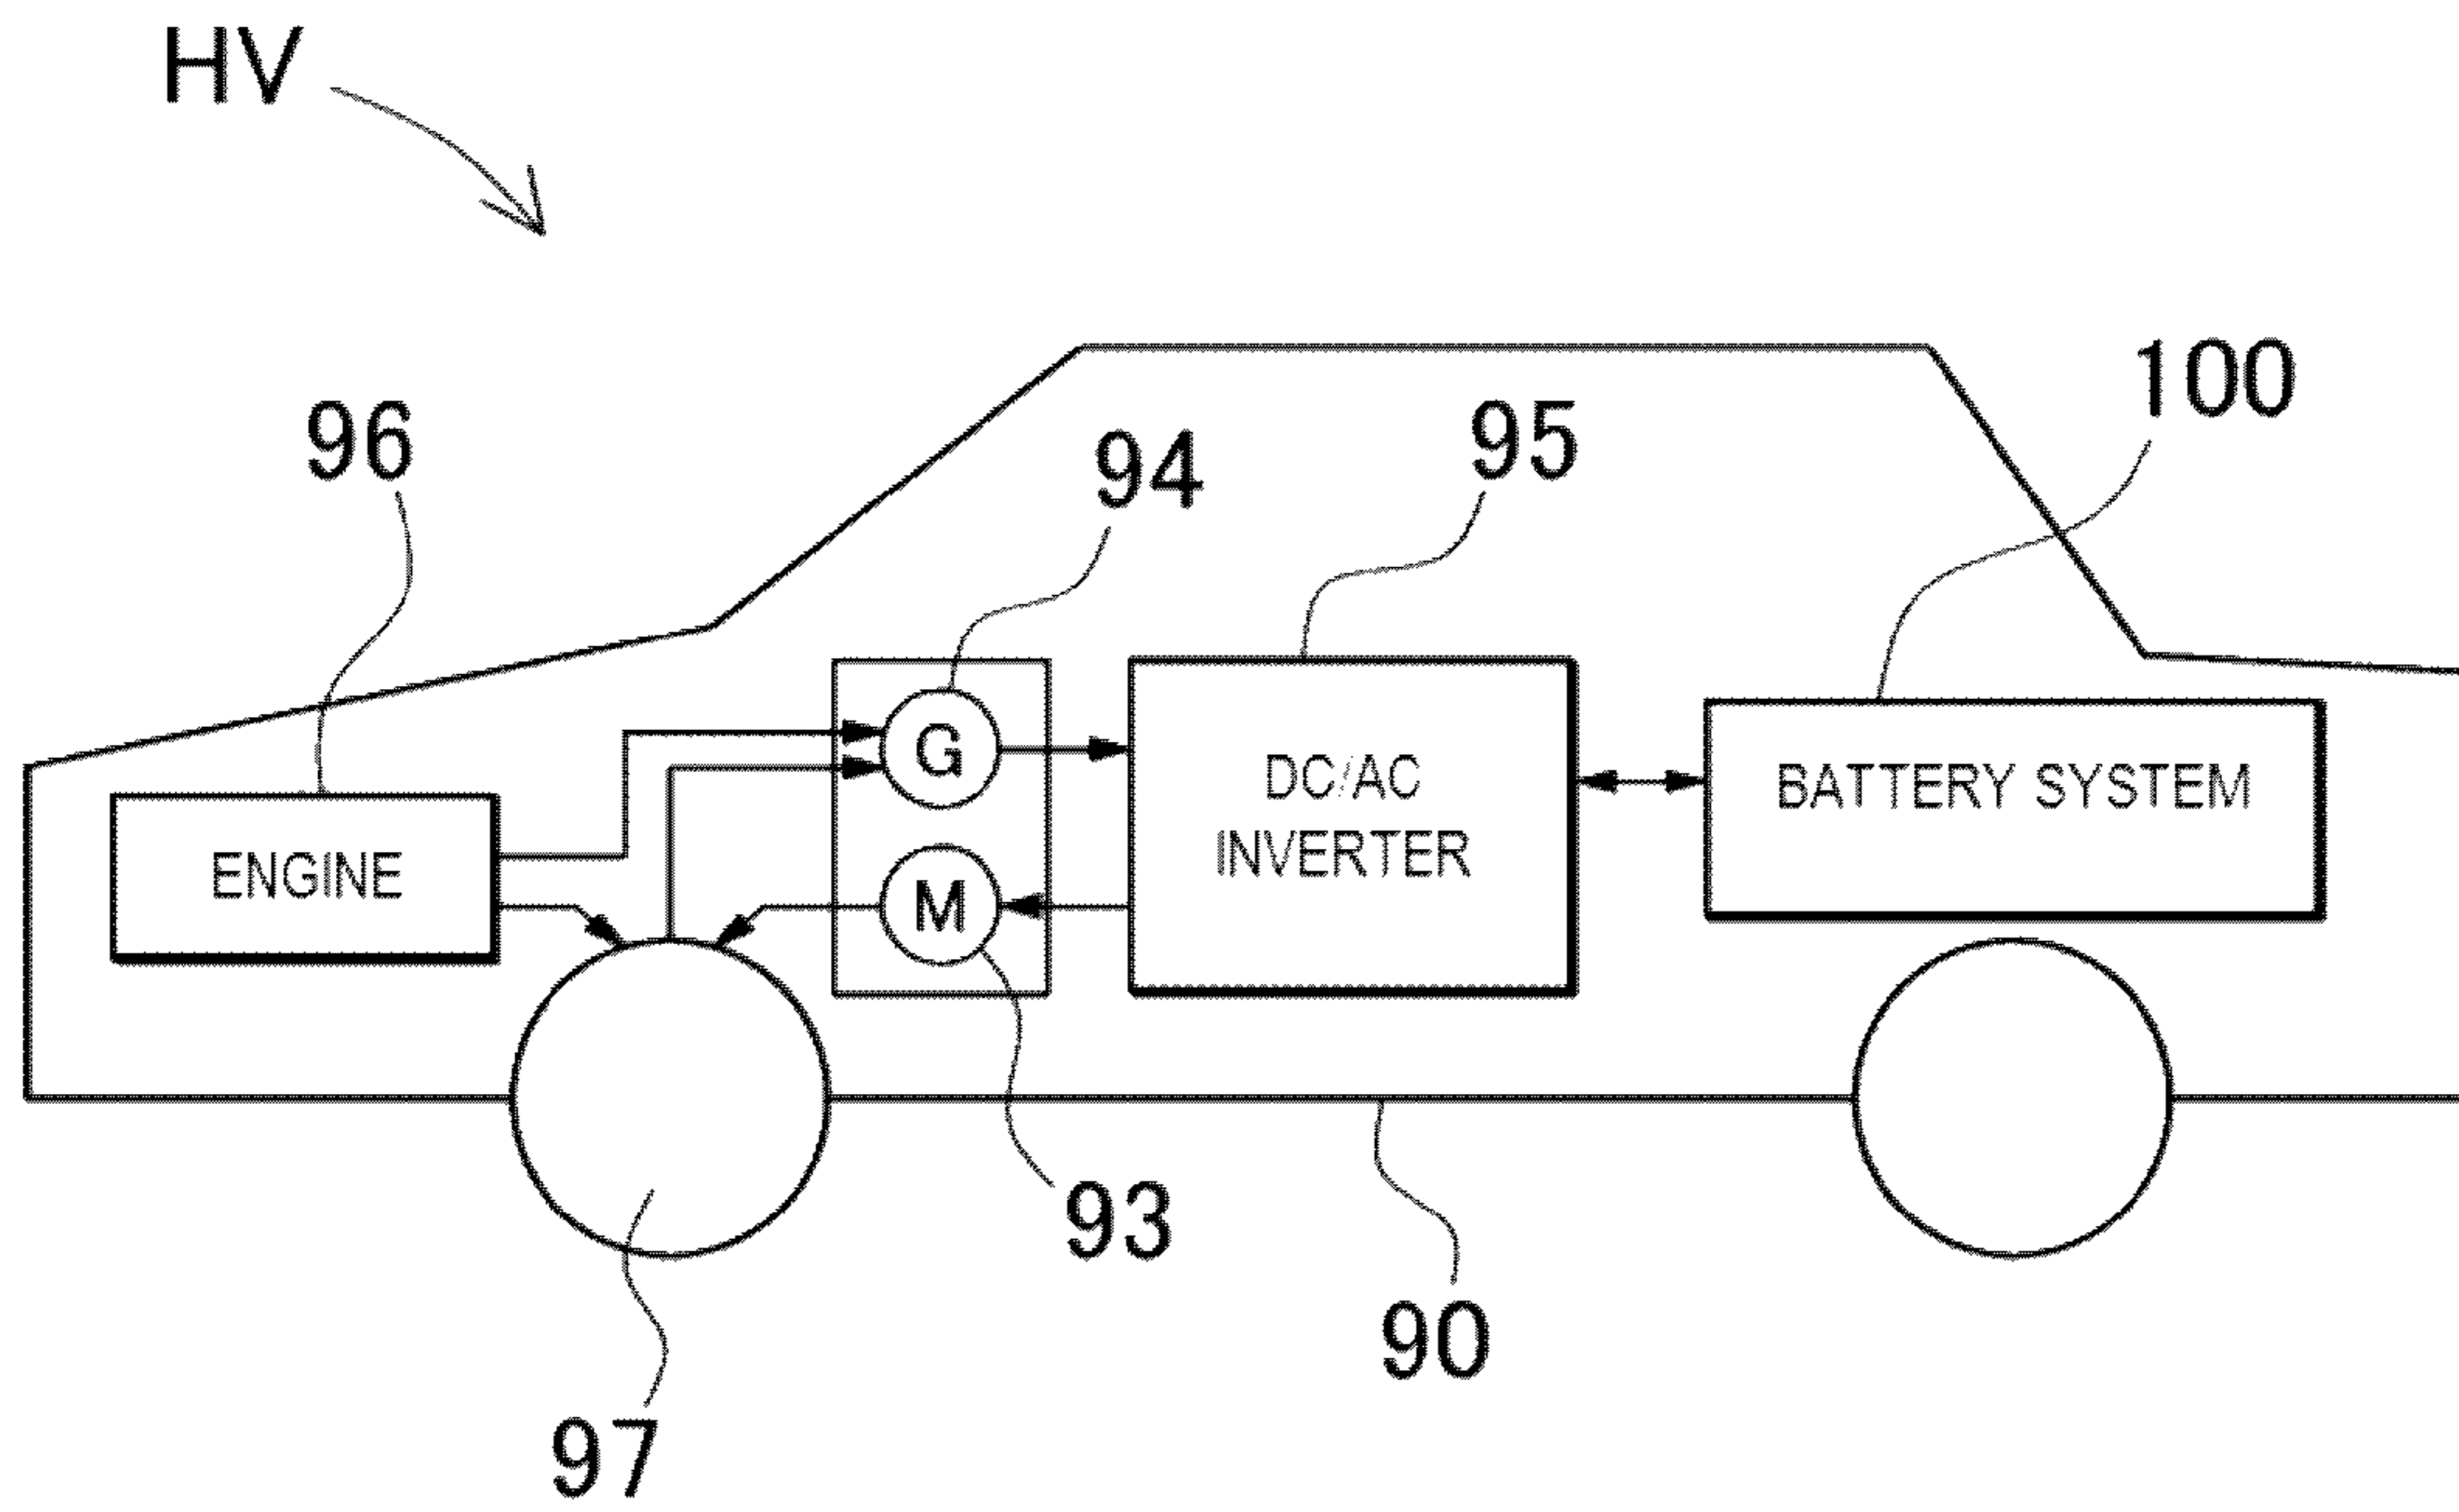 HV
96
94
95
100
G
M
ENGINE
DC/AC
INVERTER
BATTERY SYSTEM
93
90
97